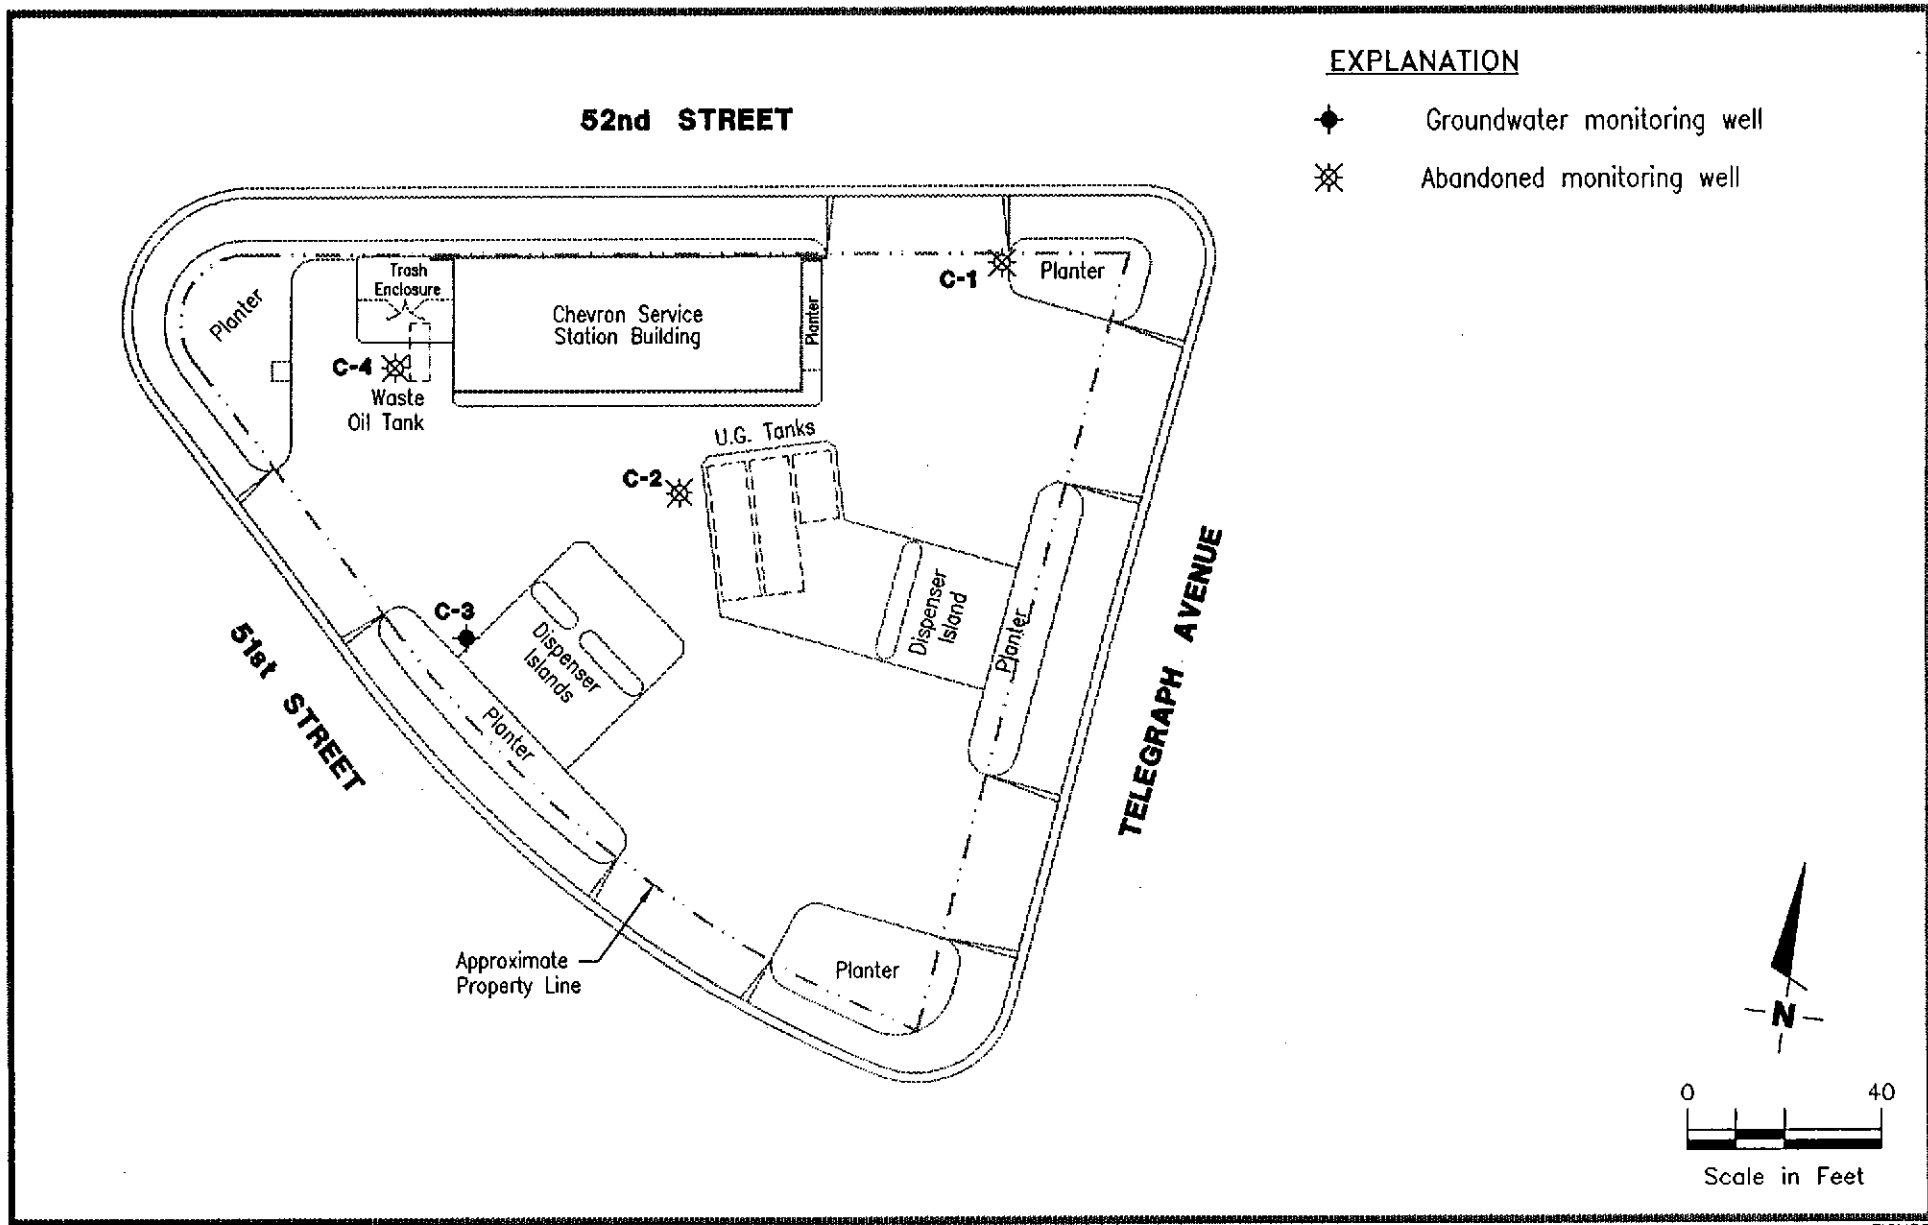 EXPLANATION
Groundwater monitoring well
Abandoned monitoring well
52nd STREET
Trash
Enclosure
Planter
Chevron Service
Station Building
Planter
C-1
Planter
C-4
Waste
Oil Tank
U.G. Tanks
C-2
C-3
Dispenser
Islands
Dispenser
Island
Planter
Planter
51st STREET
TELEGRAPH AVENUE
Approximate
Property Line
Planter
N
0 40
Scale in Feet